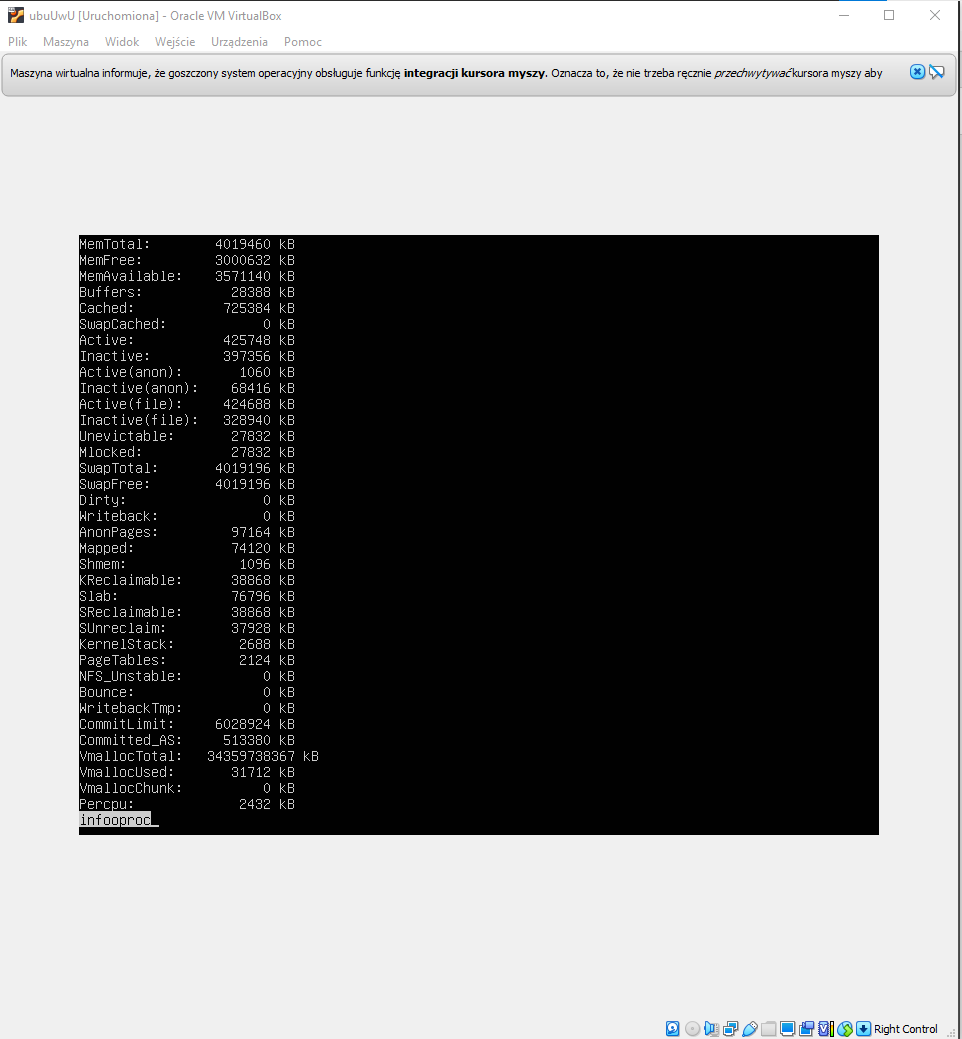 ubuUwU [Uruchomiona] - Oracle VM VirtualBox
Plik Maszyna Widok Wejście Urządzenia Pomoc
Maszyna wirtualna informuje, że goszczony system operacyjny obsługuje funkcję integracji kursora myszy. Oznacza to, że nie trzeba ręcznie przechwytywać kursora myszy aby
MemTotal: 4019460 kB
MemFree: 3000632 kB
MemAvailable: 3571140 kB
Buffers: 28388 kB
Cached: 725384 kB
SwapCached: 0 kB
Active: 425748 kB
Inactive: 397356 kB
Active(anon): 1060 kB
Inactive(anon): 68416 kB
Active(file): 424688 kB
Inactive(file): 328940 kB
Unevictable: 27832 kB
Mlocked: 27832 kB
SwapTotal: 4019196 kB
SwapFree: 4019196 kB
Dirty: 0 kB
Writeback: 0 kB
AnonPages: 97164 kB
Mapped: 74120 kB
Shmem: 1096 kB
KReclaimable: 38868 kB
Slab: 76796 kB
SReclaimable: 38868 kB
SUnreclaim: 37928 kB
KernelStack: 2688 kB
PageTables: 2124 kB
NFS_Unstable: 0 kB
Bounce: 0 kB
WritebackTmp: 0 kB
CommitLimit: 6028924 kB
Committed_AS: 513380 kB
VmallocTotal: 34359738367 kB
VmallocUsed: 31712 kB
VmallocChunk: 0 kB
Percpu: 2432 kB
infooproc_
Right Control